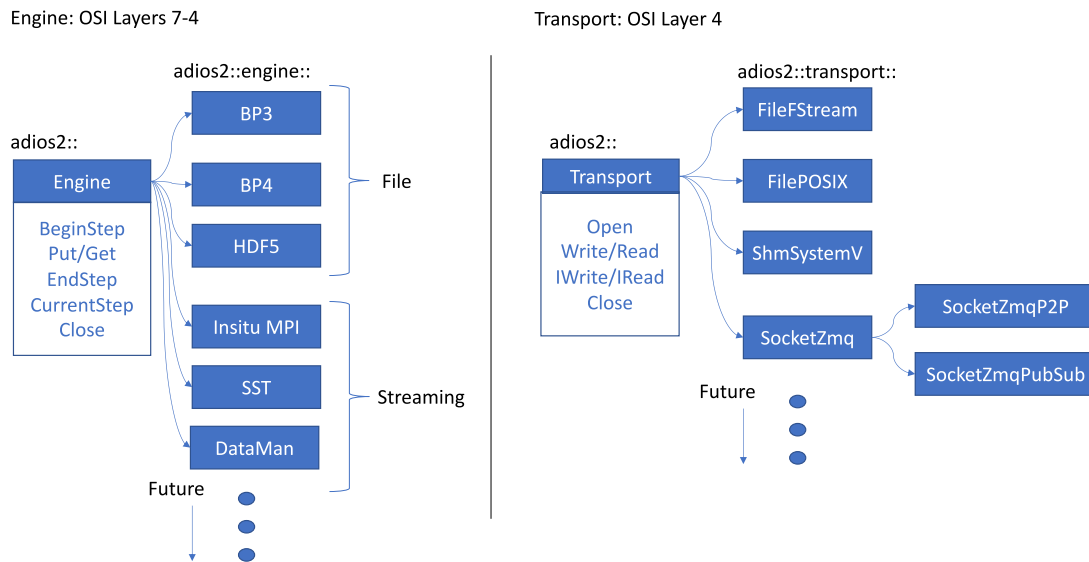 Engine: OSI Layers 7-4
adios2::engine::
BP3
adios2::
Engine
BP4
File
BeginStep
Put/Get
EndStep
CurrentStep
Close
HDF5
Insitu MPI
SST
Streaming
DataMan
Future
Transport: OSI Layer 4
adios2::transport::
FileFStream
adios2::
Transport
FilePOSIX
Open
Write/Read
IWrite/IRead
Close
ShmSystemV
SocketZmq
SocketZmqP2P
SocketZmqPubSub
Future